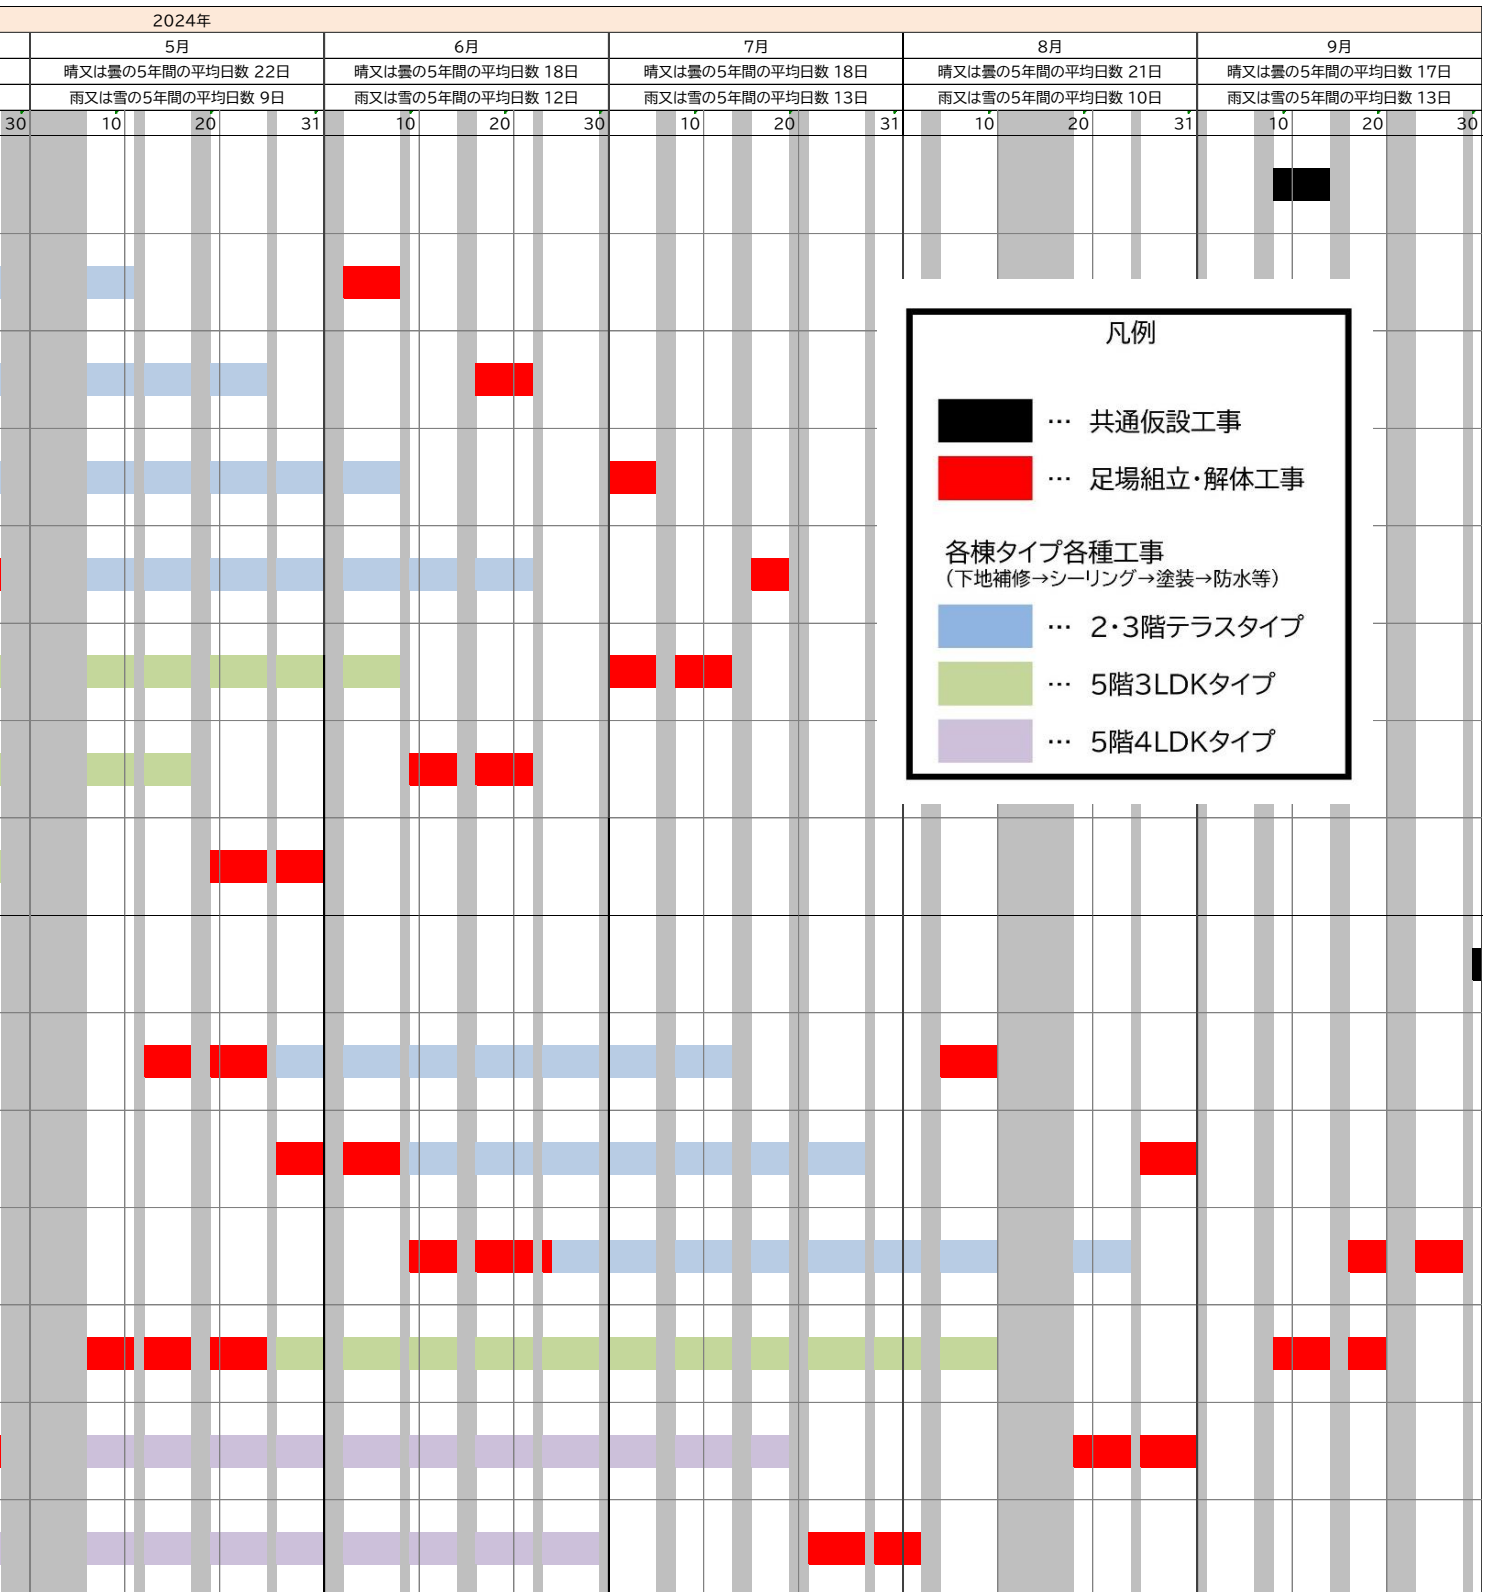 2024年
5月 6月 7月 8月 9月
晴又は曇の5年間の平均日数 22日 晴又は曇の5年間の平均日数 18日 晴又は曇の5年間の平均日数 18日 晴又は曇の5年間の平均日数 21日 晴又は曇の5年間の平均日数 17日
雨又は雪の5年間の平均日数 9日 雨又は雪の5年間の平均日数 12日 雨又は雪の5年間の平均日数 13日 雨又は雪の5年間の平均日数 10日 雨又は雪の5年間の平均日数 13日
30 10 20 31 10 20 30 10 20 31 10 20 31 10 20 30
凡例
… 共通仮設工事
… 足場組立・解体工事
各棟タイプ各種工事
（下地補修→シーリング→塗装→防水等）
… 2・3階テラスタイプ
… 5階3LDKタイプ
… 5階4LDKタイプ